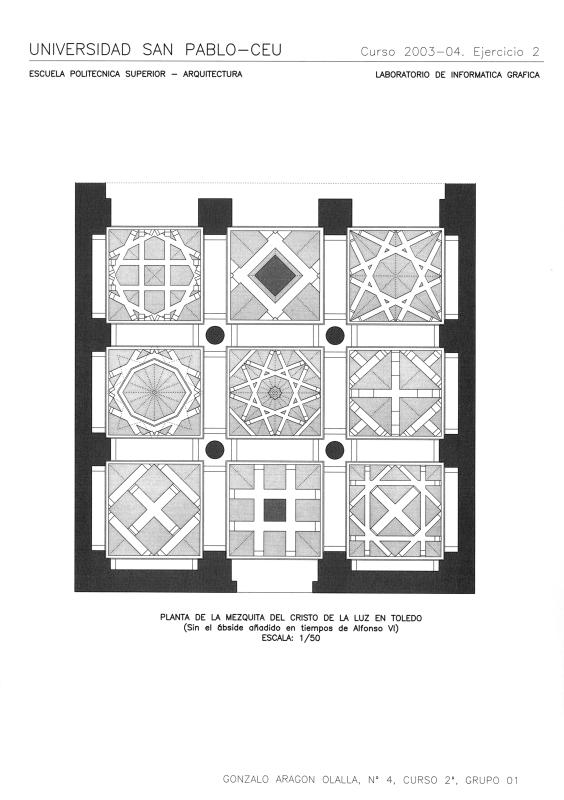 UNIVERSIDAD SAN PABLO-CEU
Curso 2003-04. Ejercicio 2
ESCUELA POLITECNICA SUPERIOR - ARQUITECTURA
LABORATORIO DE INFORMATICA GRAFICA
PLANTA DE LA MEZQUITA DEL CRISTO DE LA LUZ EN TOLEDO
(Sin el ábside añadido en tiempos de Alfonso VI)
ESCALA: 1/50
GONZALO ARAGON OLALLA, Nº 4, CURSO 2º, GRUPO 01